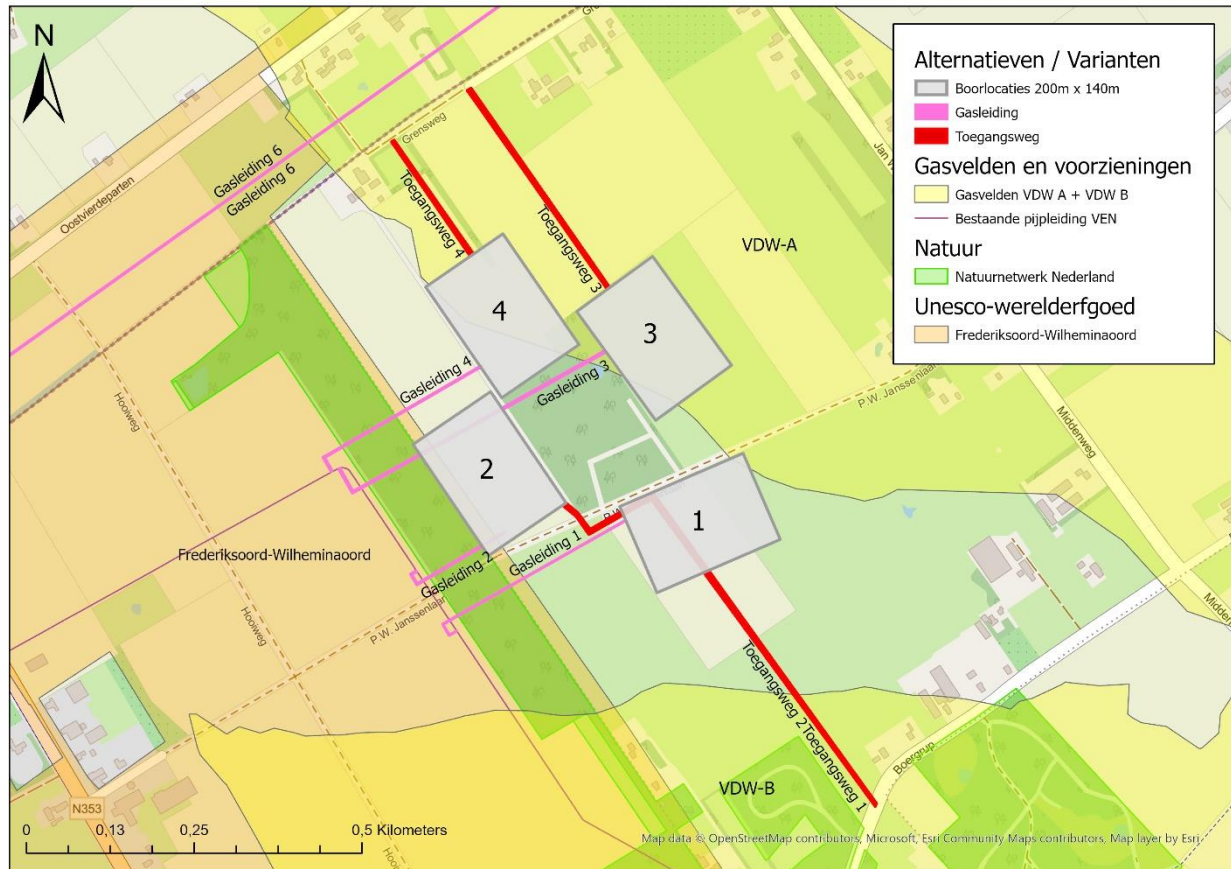 N
Alternatieven / Varianten
Boorlocaties 200m x 140m
Gasleiding
Toegangsweg
Gasvelden en voorzieningen
Gasvelden VDW A + VDW B
Bestaande pijpleiding VEN
Natuur
Natuurnetwerk Nederland
Unesco-werelderfgoed
Frederiksoord-Wilheminaoord
Grensweg
Oostvierdeparten
Gasleiding 6
Gasleiding 6
Toegangsweg 4
Toegangsweg 3
VDW-A
4
3
Gasleiding 4
Gasleiding 3
P.W. Janssenlaan
Hooiweg
Middenweg
2
1
Frederiksoord-Wilheminaoord
Gasleiding 2
Gasleiding 1
P.W. Janssenlaan
Hooiweg
Toegangsweg 2
Toegangsweg 1
Boergrup
VDW-B
N353
0
0,13
0,25
0,5 Kilometers
Map data © OpenStreetMap contributors, Microsoft, Esri Community Maps contributors, Map layer by Esri